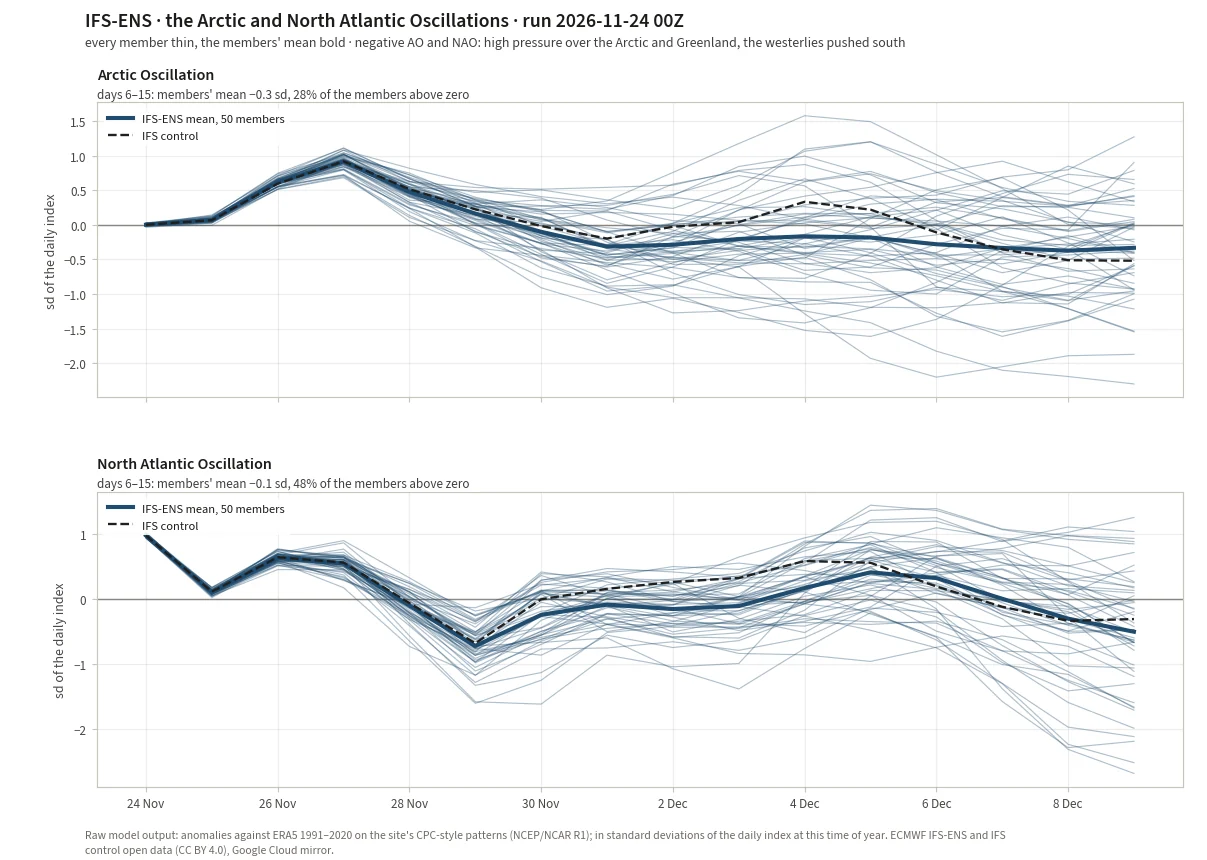 IFS-ENS · the Arctic and North Atlantic Oscillations · run 2026-11-24 00Z
every member thin, the members' mean bold · negative AO and NAO: high pressure over the Arctic and Greenland, the westerlies pushed south
Arctic Oscillation
days 6–15: members' mean −0.3 sd, 28% of the members above zero
IFS-ENS mean, 50 members
IFS control
1.5
1.0
0.5
0.0
−0.5
−1.0
−1.5
−2.0
sd of the daily index
North Atlantic Oscillation
days 6–15: members' mean −0.1 sd, 48% of the members above zero
IFS-ENS mean, 50 members
IFS control
1
0
−1
−2
sd of the daily index
24 Nov 26 Nov 28 Nov 30 Nov 2 Dec 4 Dec 6 Dec 8 Dec
Raw model output: anomalies against ERA5 1991–2020 on the site's CPC-style patterns (NCEP/NCAR R1); in standard deviations of the daily index at this time of year. ECMWF IFS-ENS and IFS
control open data (CC BY 4.0), Google Cloud mirror.